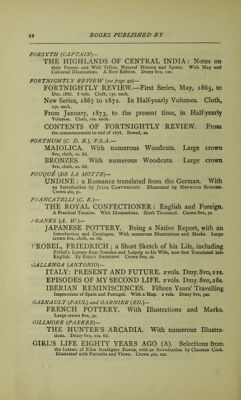 22 BOOKS PUBLISHED BY
FORSYTH (CAPTAIN)—
THE HIGHLANDS OF CENTRAL INDIA: Notes on
their Forests and Wild Tribes, Natural History and Sports. With Map and
Coloured Illustrations. A New Edition. Demy 8vo, 12s.
FORTNIGHTLY REVIEW (see page 40)—
FORTNIGHTLY REVIEW.—First Series, May, 1865, to
Dec. 1866. 6 vols. Cloth, 13s. each.
New Series, 1867 to 1872. In Half-yearly Volumes. Cloth,
13s. each.
From January, 1873, to the present time, in Half-yearly
Volumes. Cloth, 16s. each.
CONTENTS OF FORTNIGHTLY REVIEW. From
the commencement to end of 1878. Sewed, 2s.
FORTNUM (C. D. E.), F.S.A.—
MAIOLICA. With numerous Woodcuts. Large crown
8vo, cloth, 2s. 6d.
BRONZES. With numerous Woodcuts. Large crown
8vo, cloth, 2s. 6d.
FOUQUÉ (DE LA MOTTE)—
UNDINE: a Romance translated from the German. With
an Introduction by JULIA CARTWRIGHT. Illustrated by HEYWOOD SUMNER.
Crown 4to, 5s.
FRANCATELLI (C. E.)—
THE ROYAL CONFECTIONER: English and Foreign.
A Practical Treatise. With Illustrations. Sixth Thousand. Crown 8vo, 5s.
FRANKS (A. W.)—
JAPANESE POTTERY. Being a Native Report, with an
Introduction and Catalogue. With numerous Illustrations and Marks. Large
crown 8vo, cloth, 2s. 6d.
FROBEL, FRIEDRICH; a Short Sketch of his Life, including
Fröbel's Letters from Dresden and Leipzig to his Wife, now first Translated into
English. By EMILY SHIRREFF. Crown 8vo, 2s.
GALLENGA (ANTONIO)—
ITALY: PRESENT AND FUTURE. 2 vols. Dmy. 8vo, 21s.
EPISODES OF MY SECOND LIFE. 2 vols. Dmy. 8vo, 28s.
IBERIAN REMINISCENCES. Fifteen Years' Travelling
Impressions of Spain and Portugal. With a Map. 2 vols. Demy 8vo, 32s.
GASNAULT (PAUL) and GARNIER (ED.)—
FRENCH POTTERY. With Illustrations and Marks.
Large crown 8vo, 3s.
GILLMORE (PARKER)—
THE HUNTER'S ARCADIA. With numerous Illustra-
tions. Demy 8vo, 10s. 6d.
GIRL'S LIFE EIGHTY YEARS AGO (A). Selections from
the Letters of Eliza Southgate Bowne, with an Introduction by Clarence Cook.
Illustrated with Portraits and Views. Crown 4to, 12s.